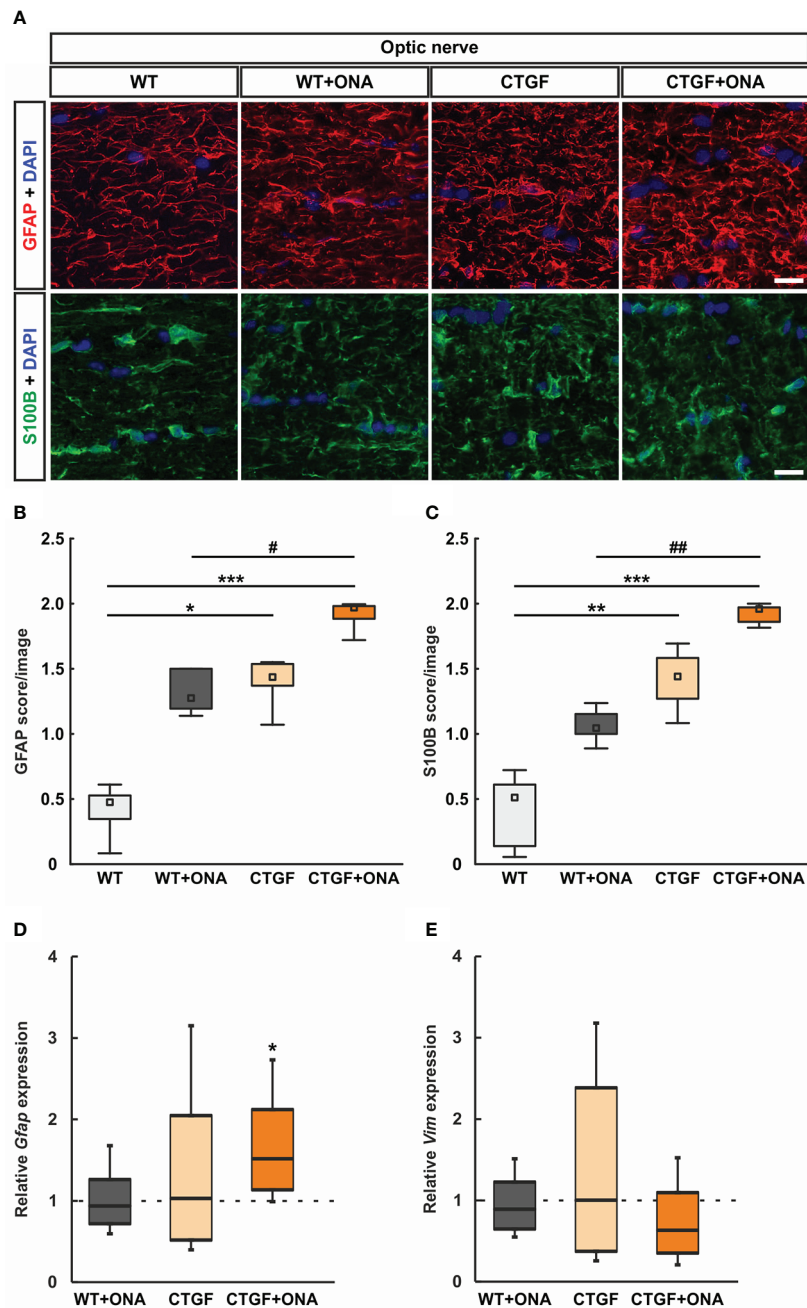 A
Optic nerve
WT WT+ONA CTGF CTGF+ONA
GFAP + DAPI
S100B + DAPI
B
GFAP score/image
2.5
2.0
1.5
1.0
0.5
0
#
***
*
WT WT+ONA CTGF CTGF+ONA
C
S100B score/image
2.5
2.0
1.5
1.0
0.5
0
##
***
**
WT WT+ONA CTGF CTGF+ONA
D
Relative Gfap expression
4
3
2
1
0
*
WT+ONA CTGF CTGF+ONA
E
Relative Vim expression
4
3
2
1
0
WT+ONA CTGF CTGF+ONA